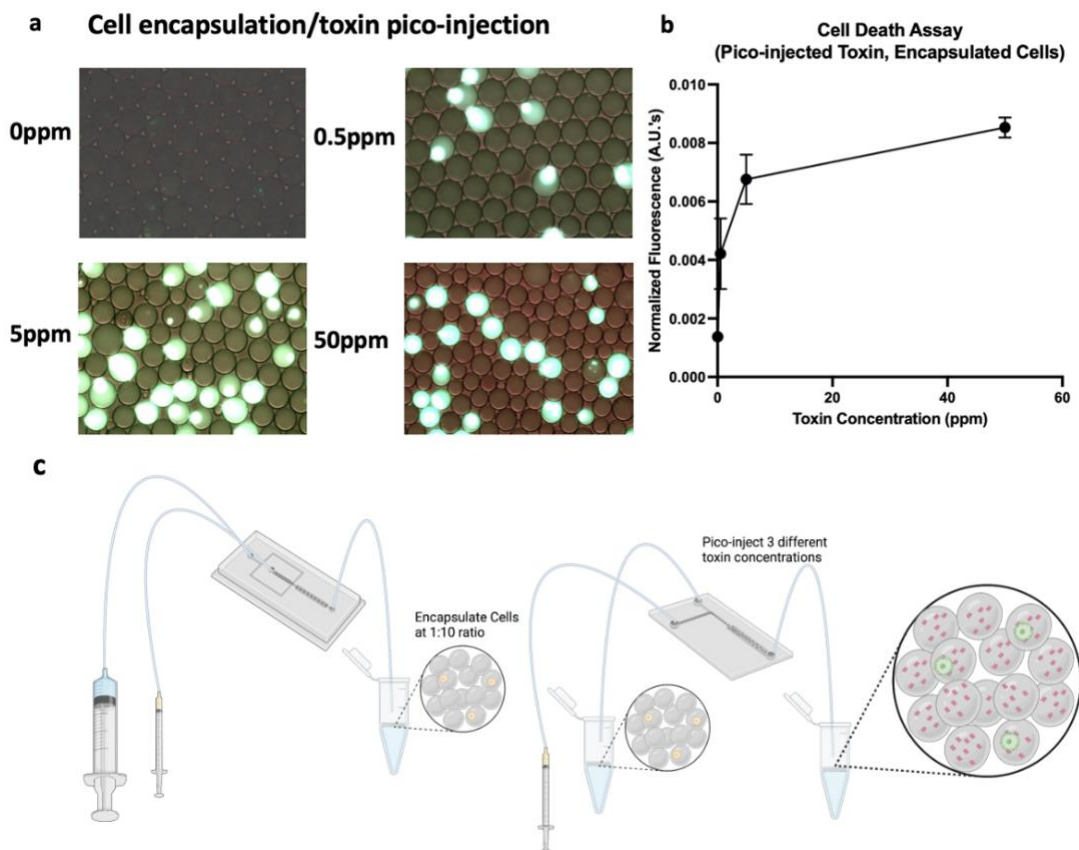 a Cell encapsulation/toxin pico-injection
0ppm
0.5ppm
5ppm
50ppm
b
Cell Death Assay
(Pico-injected Toxin, Encapsulated Cells)
Normalized Fluorescence (A.U.'s)
0.010
0.008
0.006
0.004
0.002
0.000
0 20 40 60
Toxin Concentration (ppm)
c
Encapsulate Cells
at 1:10 ratio
Pico-inject 3 different
toxin concentrations